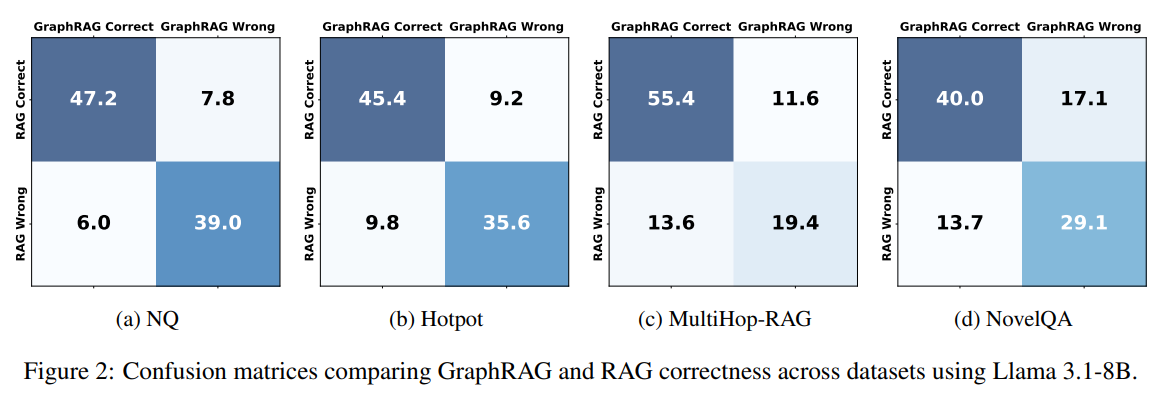 GraphRAG Correct GraphRAG Wrong
RAG Correct
47.2 7.8
RAG Wrong
6.0 39.0
(a) NQ
GraphRAG Correct GraphRAG Wrong
RAG Correct
45.4 9.2
RAG Wrong
9.8 35.6
(b) Hotpot
GraphRAG Correct GraphRAG Wrong
RAG Correct
55.4 11.6
RAG Wrong
13.6 19.4
(c) MultiHop-RAG
GraphRAG Correct GraphRAG Wrong
RAG Correct
40.0 17.1
RAG Wrong
13.7 29.1
(d) NovelQA
Figure 2: Confusion matrices comparing GraphRAG and RAG correctness across datasets using Llama 3.1-8B.